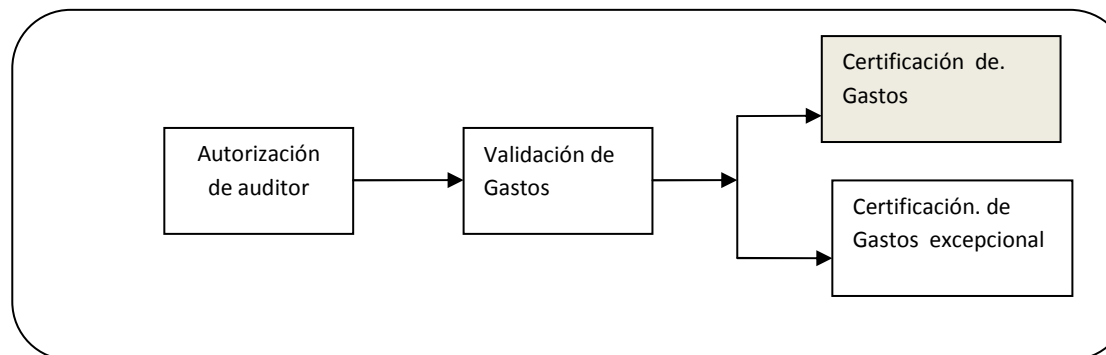 Autorización
de auditor
Validación de
Gastos
Certificación de.
Gastos
Certificación. de
Gastos excepcional